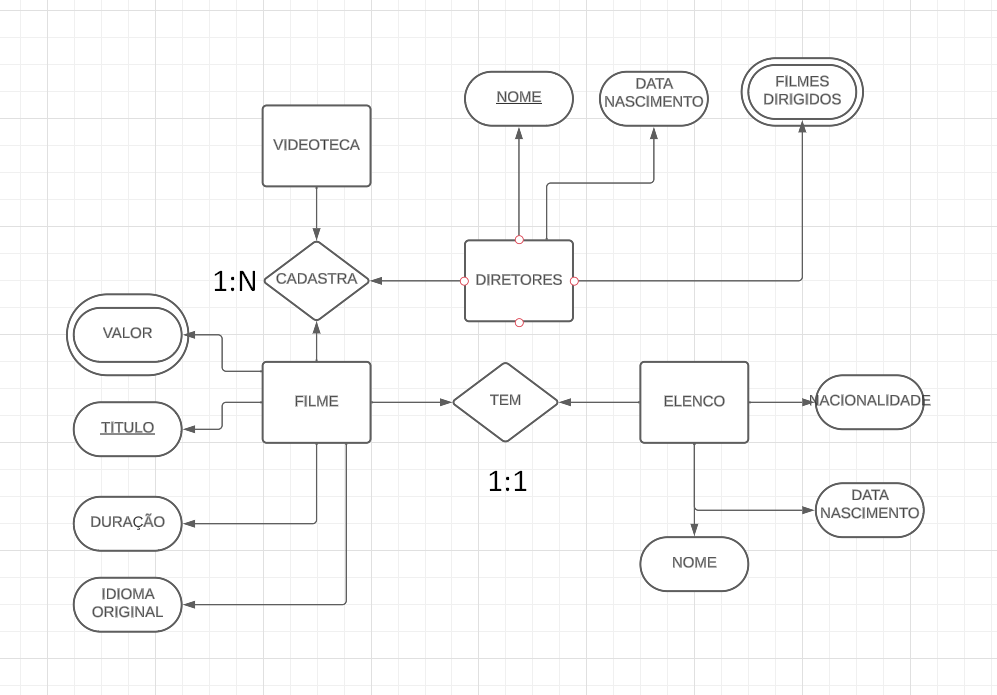 NOME
DATA
NASCIMENTO
FILMES
DIRIGIDOS
VIDEOTECA
1:N
CADASTRA
DIRETORES
VALOR
FILME
TEM
ELENCO
NACIONALIDADE
TÍTULO
1:1
DURAÇÃO
DATA
NASCIMENTO
NOME
IDIOMA
ORIGINAL